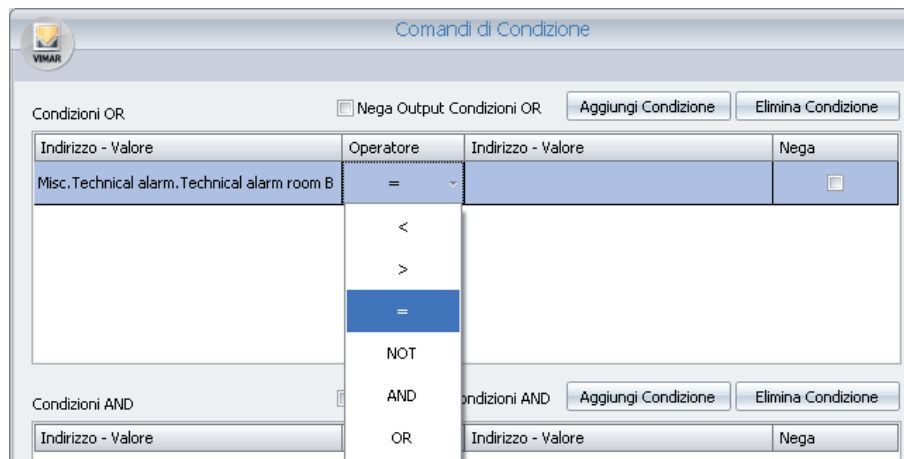 Comandi di Condizione
VIMAR
Condizioni OR Nega Output Condizioni OR Aggiungi Condizione Elimina Condizione
Indirizzo - Valore Operatore Indirizzo - Valore Nega
Misc.Technical alarm.Technical alarm room B =
<
>
=
NOT
AND
OR
Condizioni AND ondizioni AND Aggiungi Condizione Elimina Condizione
Indirizzo - Valore Indirizzo - Valore Nega